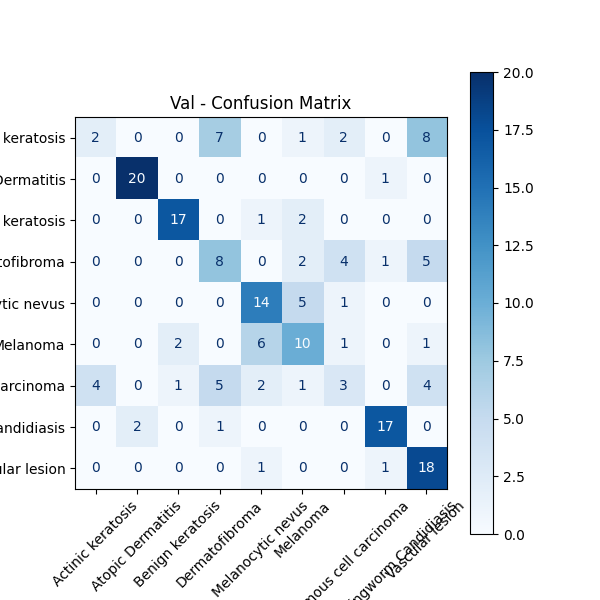 Val - Confusion Matrix
keratosis 2 0 0 7 0 1 2 0 8
Dermatitis 0 20 0 0 0 0 0 1 0
keratosis 0 0 17 0 1 2 0 0 0
tofibroma 0 0 0 8 0 2 4 1 5
ytic nevus 0 0 0 0 14 5 1 0 0
Melanoma 0 0 2 0 6 10 1 0 1
arcinoma 4 0 1 5 2 1 3 0 4
andidiasis 0 2 0 1 0 0 0 17 0
ular lesion 0 0 0 0 1 0 0 1 18
Actinic keratosis
Atopic Dermatitis
Benign keratosis
Dermatofibroma
Melanocytic nevus
Melanoma
mous cell carcinoma
ingworm Candidiasis
Vascular lesion
20.0
17.5
15.0
12.5
10.0
7.5
5.0
2.5
0.0